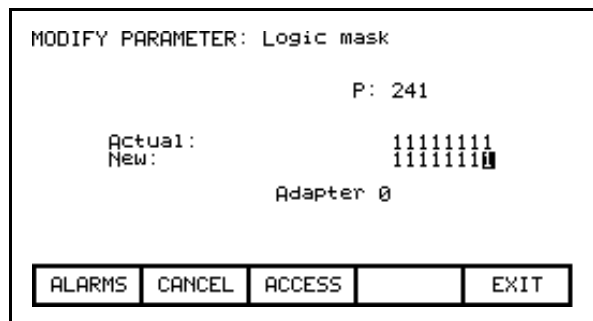 MODIFY PARAMETER: Logic mask
P: 241
Actual: 11111111
New: 11111111
Adapter 0
ALARMS CANCEL ACCESS EXIT